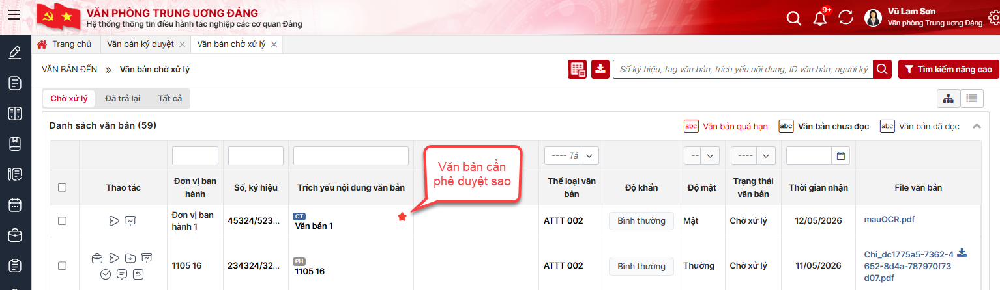 VĂN PHÒNG TRUNG UƠNG ĐẢNG
Hệ thống thông tin điều hành tác nghiệp các cơ quan Đảng
9+
Vũ Lam Sơn
Văn phòng Trung uơng Đảng
Trang chủ
Văn bản ký duyệt
Văn bản chờ xử lý
VĂN BẢN ĐẾN » Văn bản chờ xử lý
Số ký hiệu, tag văn bản, trích yếu nội dung, ID văn bản, người ký
Tìm kiếm nâng cao
Chờ xử lý
Đã trả lại
Tất cả
Danh sách văn bản (59)
abc Văn bản quá hạn
abc Văn bản chưa đọc
abc Văn bản đã đọc
Văn bản cần
phê duyệt sao
---- Tấ
--
----
Thao tác
Đơn vị ban
hành
Số, ký hiệu
Trích yếu nội dung văn bản
Thể loại văn
bản
Độ khẩn
Độ mật
Trạng thái
văn bản
Thời gian nhận
File văn bản
Đơn vị ban
hành 1
45324/523...
CT
Văn bản 1
ATTT 002
Bình thường
Mật
Chờ xử lý
12/05/2026
mauOCR.pdf
1105 16
234324/32...
PH
1105 16
ATTT 002
Bình thường
Thường
Chờ xử lý
11/05/2026
Chi_dc1775a5-7362-4
652-8d4a-787970f73
d07.pdf